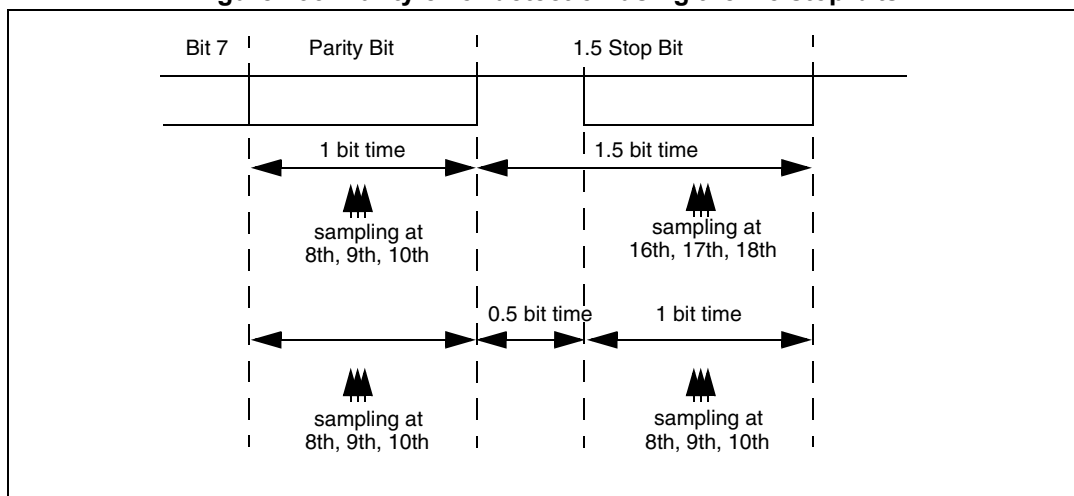 Bit 7 Parity Bit 1.5 Stop Bit
1 bit time 1.5 bit time
sampling at
8th, 9th, 10th
sampling at
16th, 17th, 18th
0.5 bit time 1 bit time
sampling at
8th, 9th, 10th
sampling at
8th, 9th, 10th